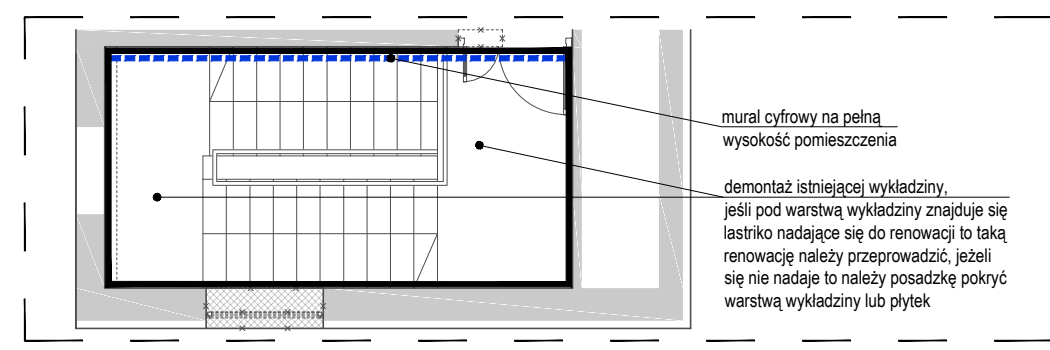 mural cyfrowy na pełną
wysokość pomieszczenia
demontaż istniejącej wykładziny,
jeśli pod warstwą wykładziny znajduje się
lastriko nadające się do renowacji to taką
renowację należy przeprowadzić, jeżeli
się nie nadaje to należy posadzkę pokryć
warstwą wykładziny lub płytek